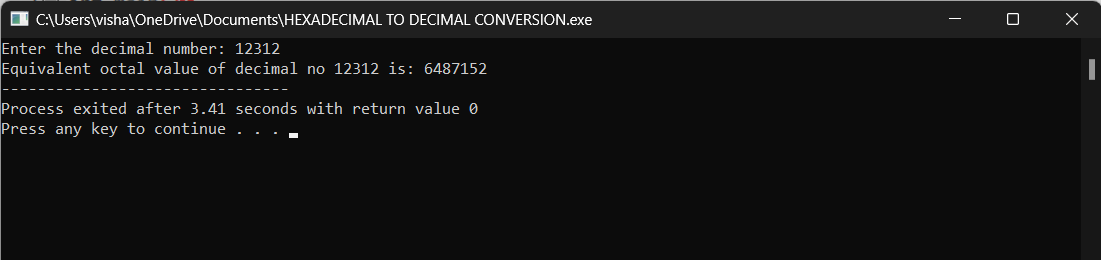 C:\Users\visha\OneDrive\Documents\HEXADECIMAL TO DECIMAL CONVERSION.exe
Enter the decimal number: 12312
Equivalent octal value of decimal no 12312 is: 6487152
--------------------------------
Process exited after 3.41 seconds with return value 0
Press any key to continue . . .